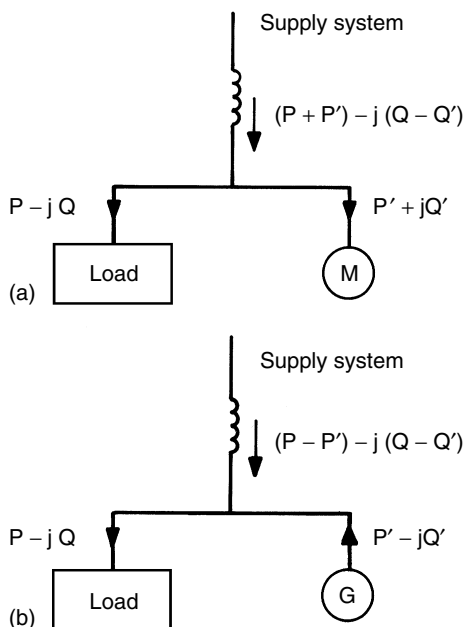 Supply system
(P + P′) – j (Q – Q′)
P – j Q
P′ + jQ′
Load
M
(a)
Supply system
(P – P′) – j (Q – Q′)
P – j Q
P′ – jQ′
Load
G
(b)